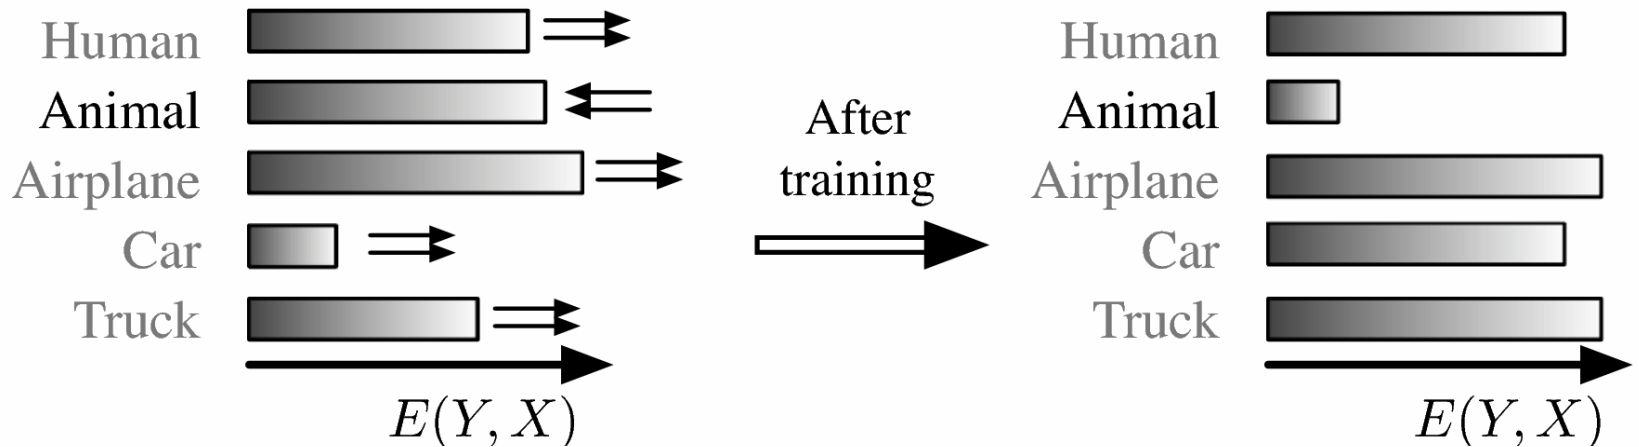 Human
Animal
Airplane
Car
Truck
E(Y, X)
After
training
Human
Animal
Airplane
Car
Truck
E(Y, X)